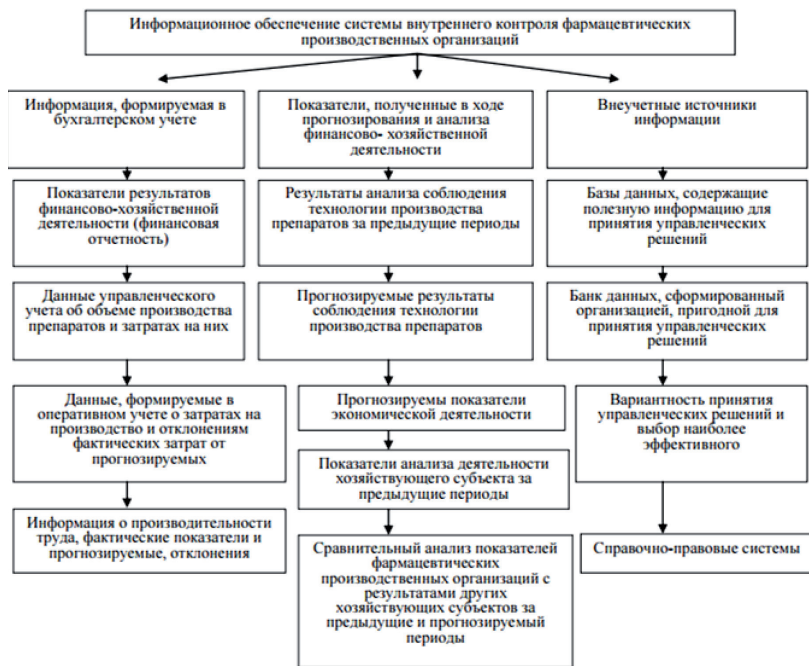 Информационное обеспечение системы внутреннего контроля фармацевтических
производственных организаций
Информация, формируемая в
бухгалтерском учете
Показатели результатов
финансово-хозяйственной
деятельности (финансовая
отчетность)
Данные управленческого
учета об объеме производства
препаратов и затратах на них
Данные, формируемые в
оперативном учете о затратах на
производство и отклонениям
фактических затрат от
прогнозируемых
Информация о производительности
труда, фактические показатели и
прогнозируемые, отклонения
Показатели, полученные в ходе
прогнозирования и анализа
финансово- хозяйственной
деятельности
Результаты анализа соблюдения
технологии производства
препаратов за предыдущие периоды
Прогнозируемые результаты
соблюдения технологии
производства препаратов
Прогнозируемы показатели
экономической деятельности
Показатели анализа деятельности
хозяйствующего субъекта за
предыдущие периоды
Сравнительный анализ показателей
фармацевтических
производственных организаций с
результатами других
хозяйствующих субъектов за
предыдущие и прогнозируемый
периоды
Внеучетные источники
информации
Базы данных, содержащие
полезную информацию для
принятия управленческих
решений
Банк данных, сформированный
организацией, пригодной для
принятия управленческих
решений
Вариантность принятия
управленческих решений и
выбор наиболее
эффективного
Справочно-правовые системы